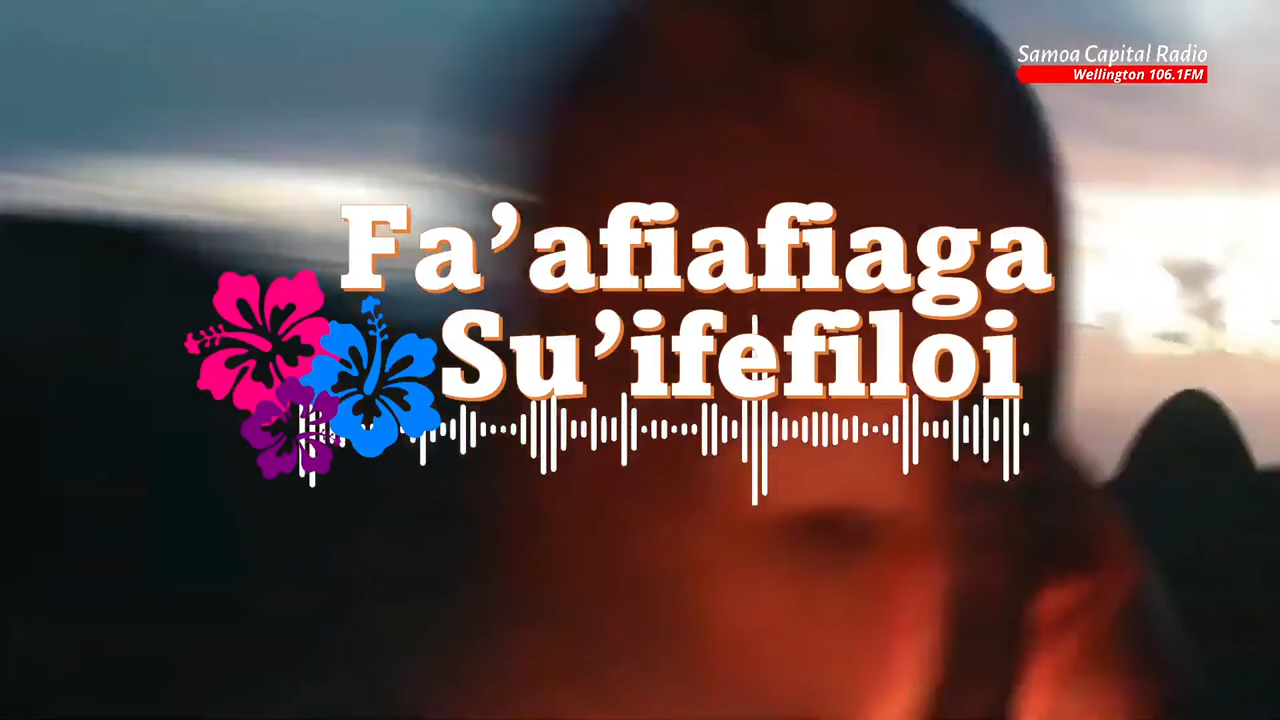 Samoa Capital Radio
Wellington 106.1FM
Fa’afiafiaga
Su’ifefiloi